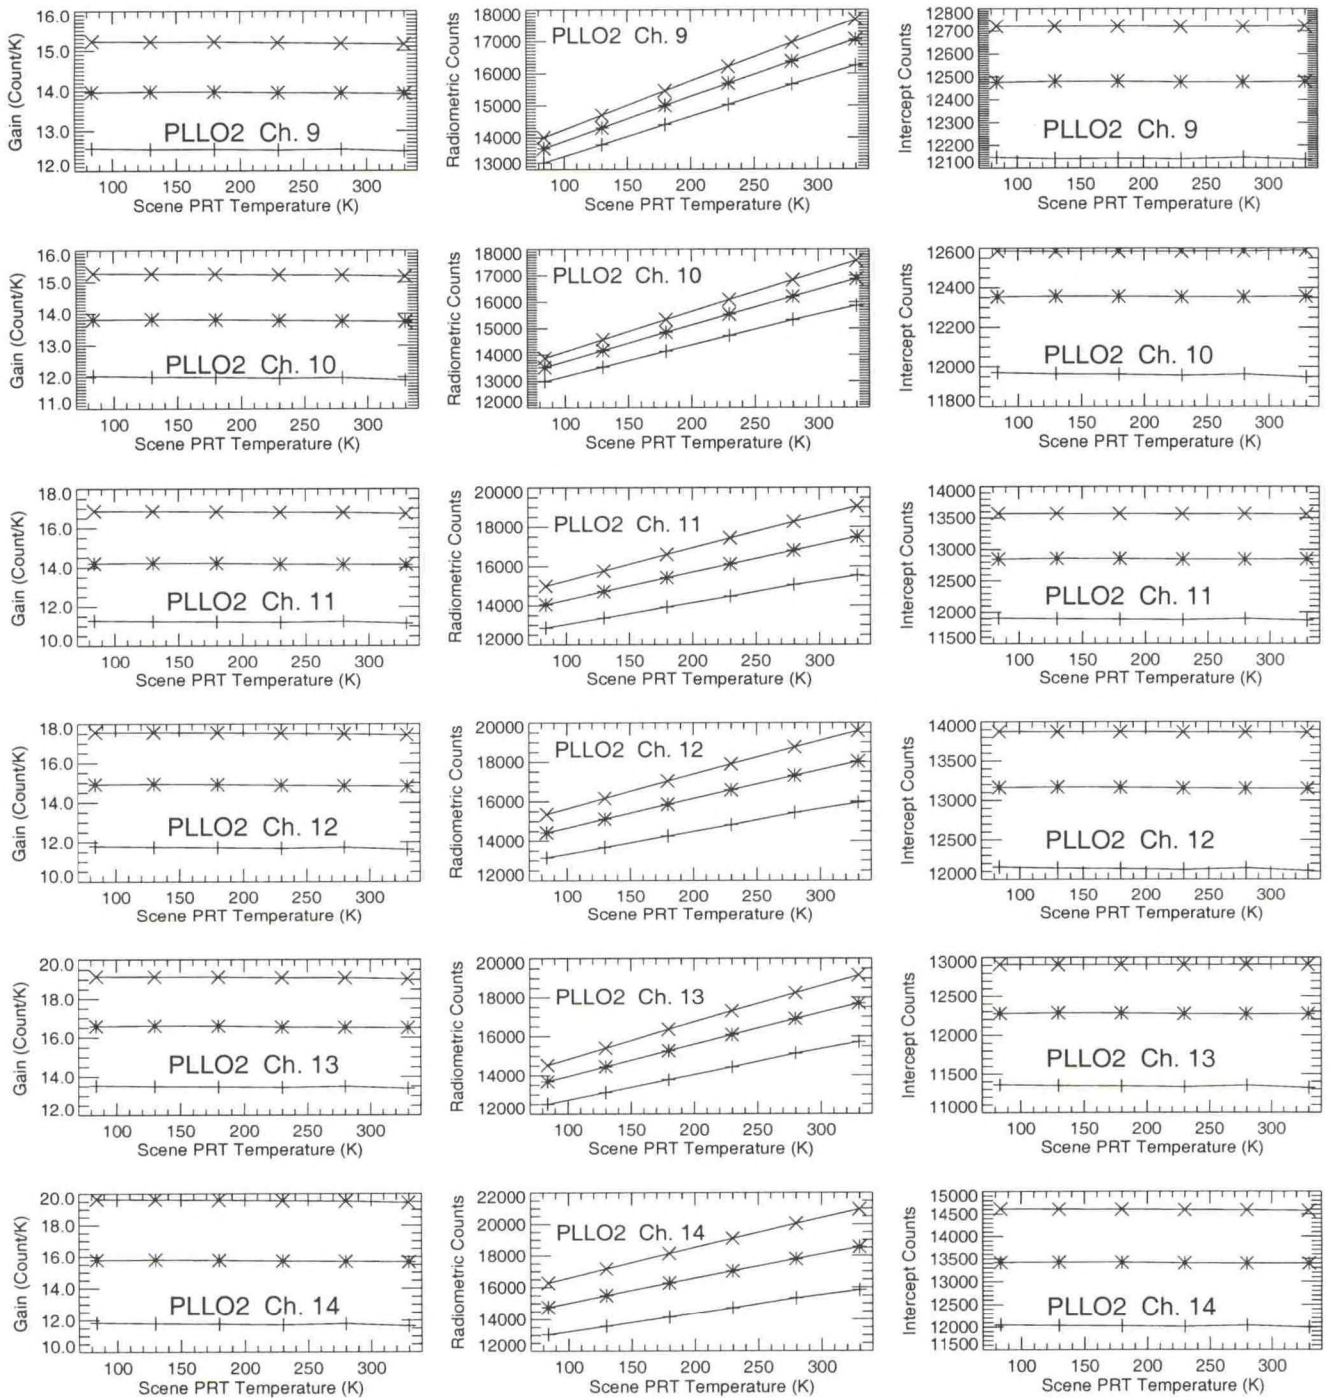 16.0
15.0
14.0
13.0
12.0
Gain (Count/K)
PLLO2 Ch. 9
100 150 200 250 300
Scene PRT Temperature (K)
18000
17000
16000
15000
14000
13000
Radiometric Counts
PLLO2 Ch. 9
100 150 200 250 300
Scene PRT Temperature (K)
12800
12700
12600
12500
12400
12300
12200
12100
Intercept Counts
PLLO2 Ch. 9
100 150 200 250 300
Scene PRT Temperature (K)
16.0
15.0
14.0
13.0
12.0
11.0
Gain (Count/K)
PLLO2 Ch. 10
100 150 200 250 300
Scene PRT Temperature (K)
18000
17000
16000
15000
14000
13000
12000
Radiometric Counts
PLLO2 Ch. 10
100 150 200 250 300
Scene PRT Temperature (K)
12600
12400
12200
12000
11800
Intercept Counts
PLLO2 Ch. 10
100 150 200 250 300
Scene PRT Temperature (K)
18.0
16.0
14.0
12.0
10.0
Gain (Count/K)
PLLO2 Ch. 11
100 150 200 250 300
Scene PRT Temperature (K)
20000
18000
16000
14000
12000
Radiometric Counts
PLLO2 Ch. 11
100 150 200 250 300
Scene PRT Temperature (K)
14000
13500
13000
12500
12000
11500
Intercept Counts
PLLO2 Ch. 11
100 150 200 250 300
Scene PRT Temperature (K)
18.0
16.0
14.0
12.0
10.0
Gain (Count/K)
PLLO2 Ch. 12
100 150 200 250 300
Scene PRT Temperature (K)
20000
18000
16000
14000
12000
Radiometric Counts
PLLO2 Ch. 12
100 150 200 250 300
Scene PRT Temperature (K)
14000
13500
13000
12500
12000
Intercept Counts
PLLO2 Ch. 12
100 150 200 250 300
Scene PRT Temperature (K)
20.0
18.0
16.0
14.0
12.0
Gain (Count/K)
PLLO2 Ch. 13
100 150 200 250 300
Scene PRT Temperature (K)
20000
18000
16000
14000
12000
Radiometric Counts
PLLO2 Ch. 13
100 150 200 250 300
Scene PRT Temperature (K)
13000
12500
12000
11500
11000
Intercept Counts
PLLO2 Ch. 13
100 150 200 250 300
Scene PRT Temperature (K)
20.0
18.0
16.0
14.0
12.0
10.0
Gain (Count/K)
PLLO2 Ch. 14
100 150 200 250 300
Scene PRT Temperature (K)
22000
20000
18000
16000
14000
12000
Radiometric Counts
PLLO2 Ch. 14
100 150 200 250 300
Scene PRT Temperature (K)
15000
14500
14000
13500
13000
12500
12000
11500
Intercept Counts
PLLO2 Ch. 14
100 150 200 250 300
Scene PRT Temperature (K)